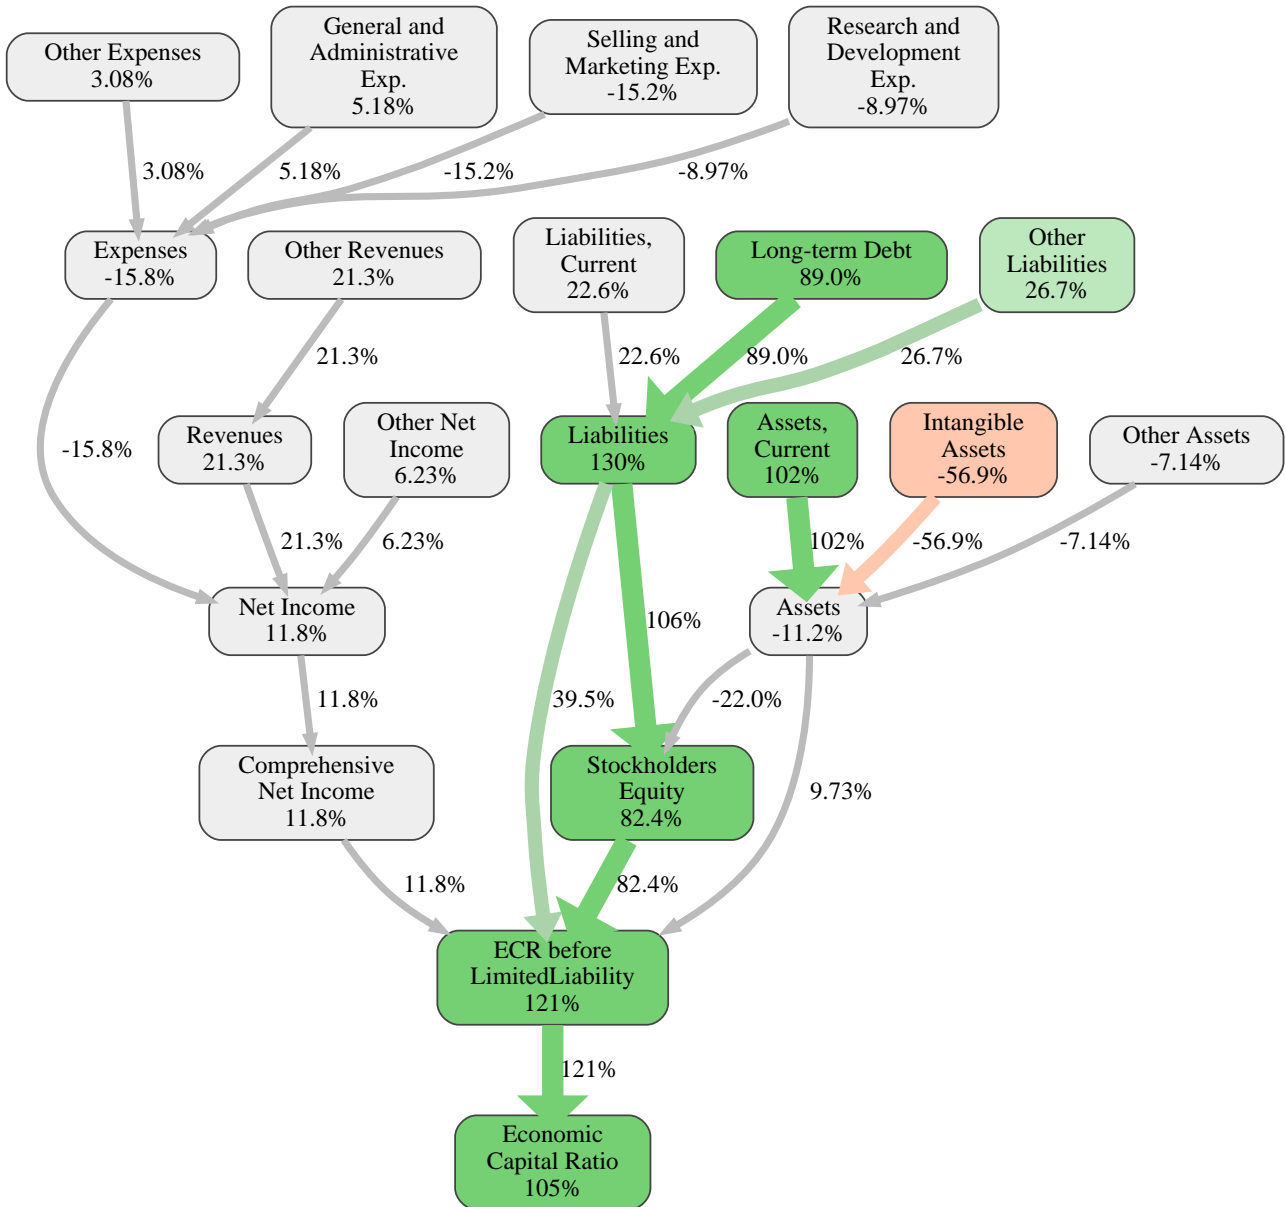 Other Expenses
3.08%
General and
Administrative
Exp.
5.18%
Selling and
Marketing Exp.
-15.2%
Research and
Development
Exp.
-8.97%
3.08%
5.18%
-15.2%
-8.97%
Expenses
-15.8%
Other Revenues
21.3%
Liabilities,
Current
22.6%
Long-term Debt
89.0%
Other
Liabilities
26.7%
21.3%
22.6%
89.0%
26.7%
-15.8%
Revenues
21.3%
Other Net
Income
6.23%
Liabilities
130%
Assets,
Current
102%
Intangible
Assets
-56.9%
Other Assets
-7.14%
21.3%
6.23%
102%
-56.9%
-7.14%
Net Income
11.8%
106%
Assets
-11.2%
11.8%
39.5%
-22.0%
Comprehensive
Net Income
11.8%
Stockholders
Equity
82.4%
9.73%
11.8%
82.4%
ECR before
LimitedLiability
121%
121%
Economic
Capital Ratio
105%